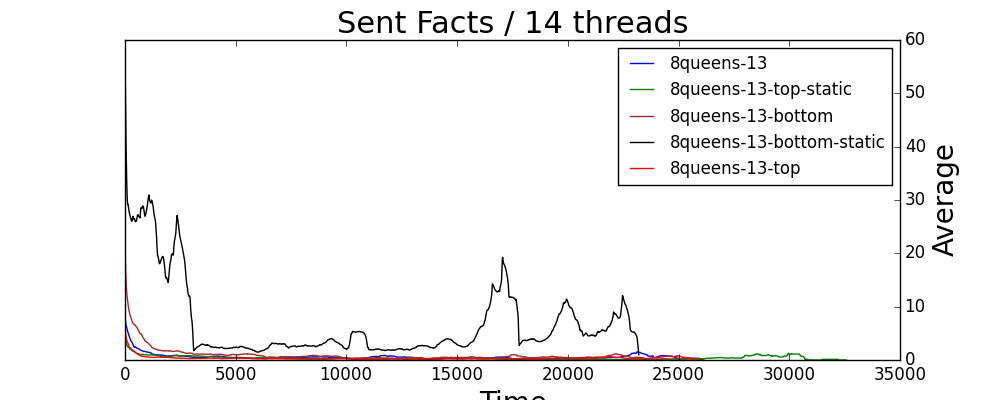 Sent Facts / 14 threads
8queens-13
8queens-13-top-static
8queens-13-bottom
8queens-13-bottom-static
8queens-13-top
60
50
40
30
20
10
0
Average
0 5000 10000 15000 20000 25000 30000 35000
Time